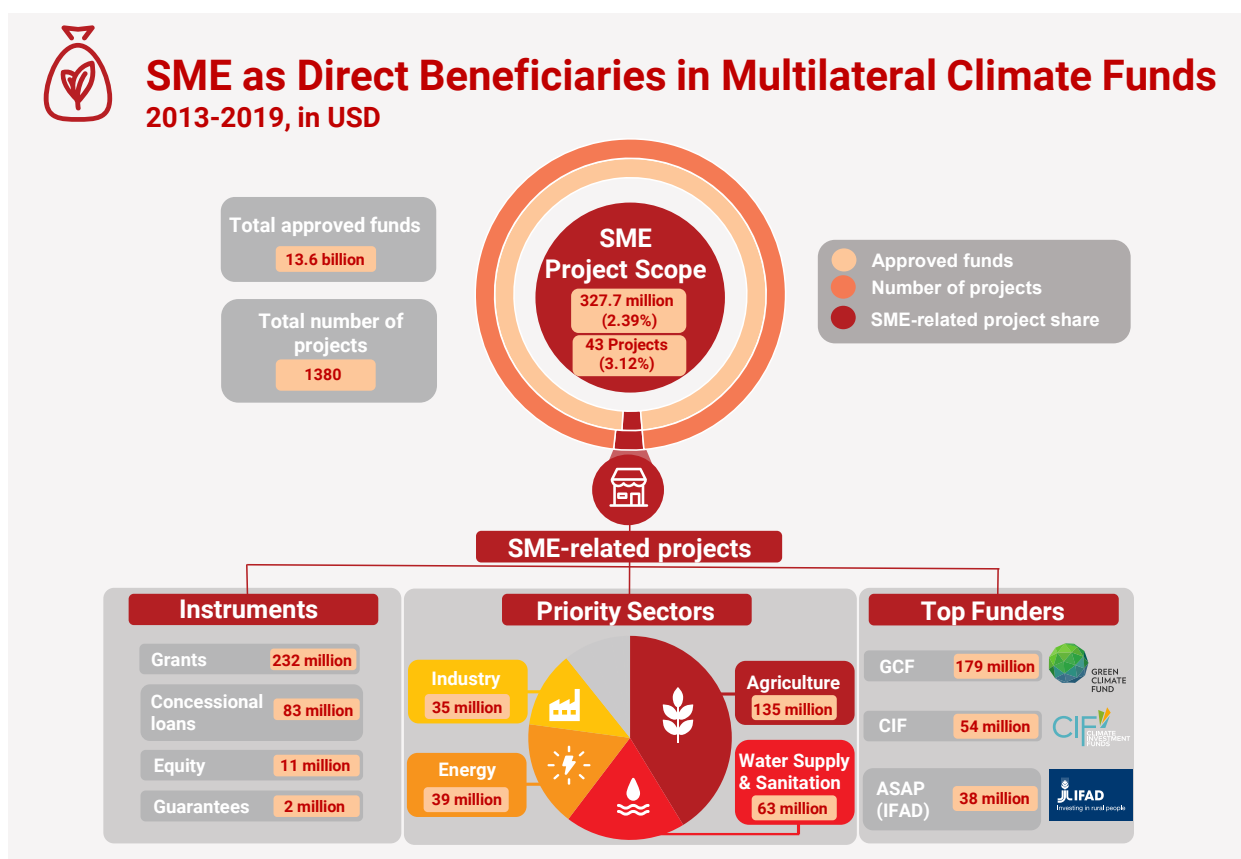 SME as Direct Beneficiaries in Multilateral Climate Funds
2013-2019, in USD
Total approved funds
13.6 billion
Total number of
projects
1380
SME
Project Scope
327.7 million
(2.39%)
43 Projects
(3.12%)
Approved funds
Number of projects
SME-related project share
SME-related projects
Instruments
Grants
232 million
Concessional
loans
83 million
Equity
11 million
Guarantees
2 million
Priority Sectors
Industry
35 million
Energy
39 million
Agriculture
135 million
Water Supply
& Sanitation
63 million
Top Funders
GCF
179 million
GREEN
CLIMATE
FUND
CIF
54 million
CIF
CLIMATE
INVESTMENT
FUNDS
ASAP
(IFAD)
38 million
JLIFAD
Investing in rural people